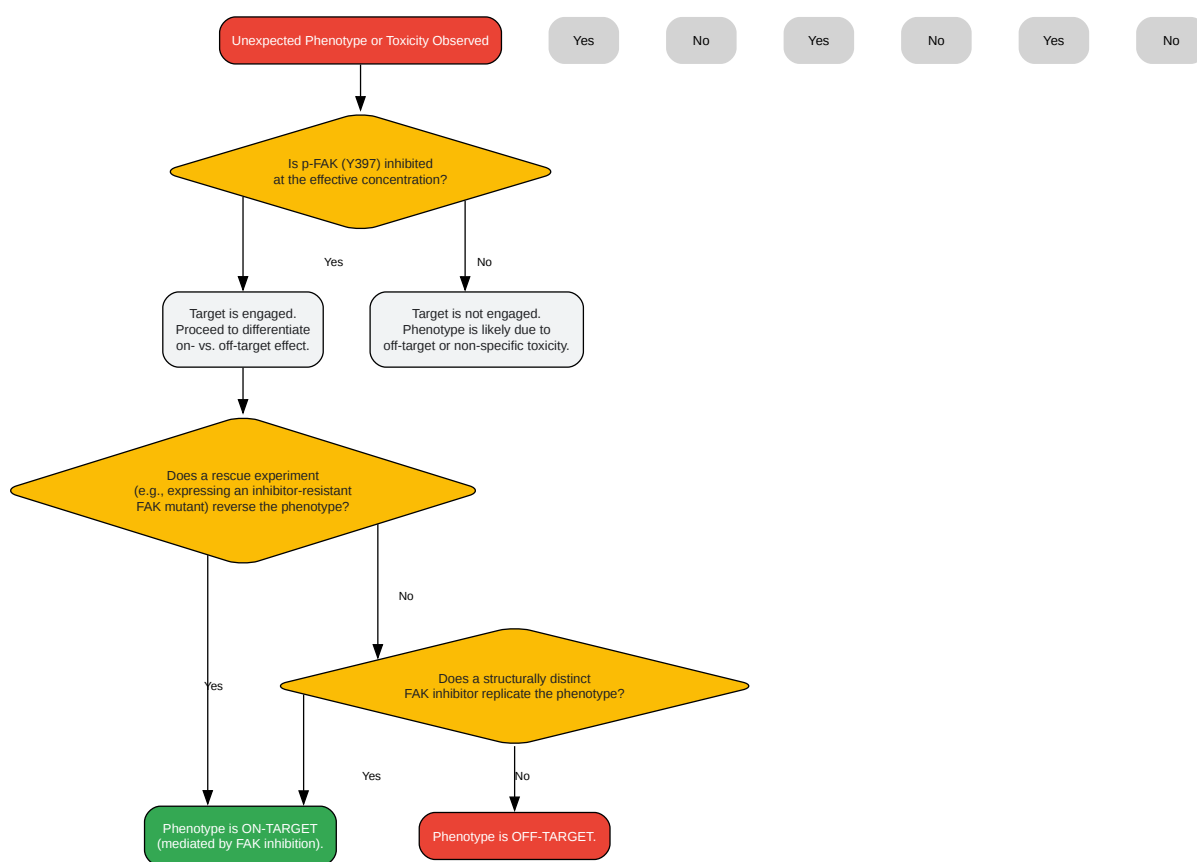 Unexpected Phenotype or Toxicity Observed
Yes
No
Yes
No
Yes
No
Is p-FAK (Y397) inhibited
at the effective concentration?
Yes
No
Target is engaged.
Proceed to differentiate
on- vs. off-target effect.
Target is not engaged.
Phenotype is likely due to
off-target or non-specific toxicity.
Does a rescue experiment
(e.g., expressing an inhibitor-resistant
FAK mutant) reverse the phenotype?
No
Yes
Does a structurally distinct
FAK inhibitor replicate the phenotype?
Yes
No
Phenotype is ON-TARGET
(mediated by FAK inhibition).
Phenotype is OFF-TARGET.